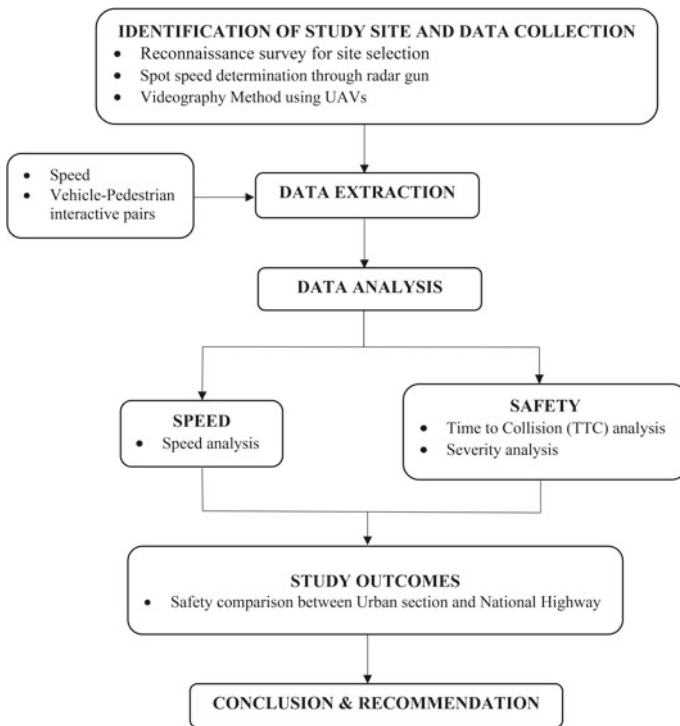 IDENTIFICATION OF STUDY SITE AND DATA COLLECTION
• Reconnaissance survey for site selection
• Spot speed determination through radar gun
• Videography Method using UAVs
• Speed
• Vehicle-Pedestrian
interactive pairs
DATA EXTRACTION
DATA ANALYSIS
SPEED
• Speed analysis
SAFETY
• Time to Collision (TTC) analysis
• Severity analysis
STUDY OUTCOMES
• Safety comparison between Urban section and National Highway
CONCLUSION & RECOMMENDATION